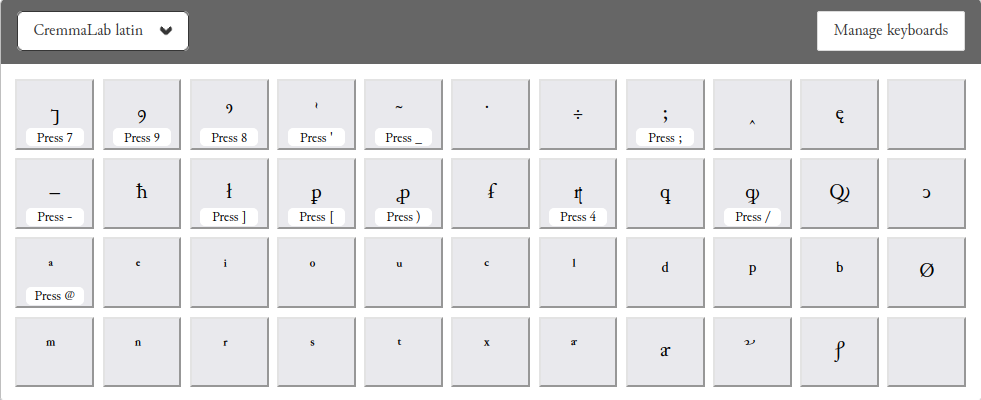 CremmaLab latin Manage keyboards
⁊ ꝯ ꝰ ̾ ̃ · ÷ ; ‸ ę
Press 7 Press 9 Press 8 Press ' Press _ Press ;
– ħ ł ꝑ ꝓ ẜ ꝶ q ꝙ Ꝙ ɔ
Press - Press ] Press [ Press ) Press 4 Press /
ᵃ ᵉ ⁱ ᵒ ᵘ ᶜ ˡ d p b Ø
Press @
ᵐ ⁿ ʳ ˢ ᵗ ˣ